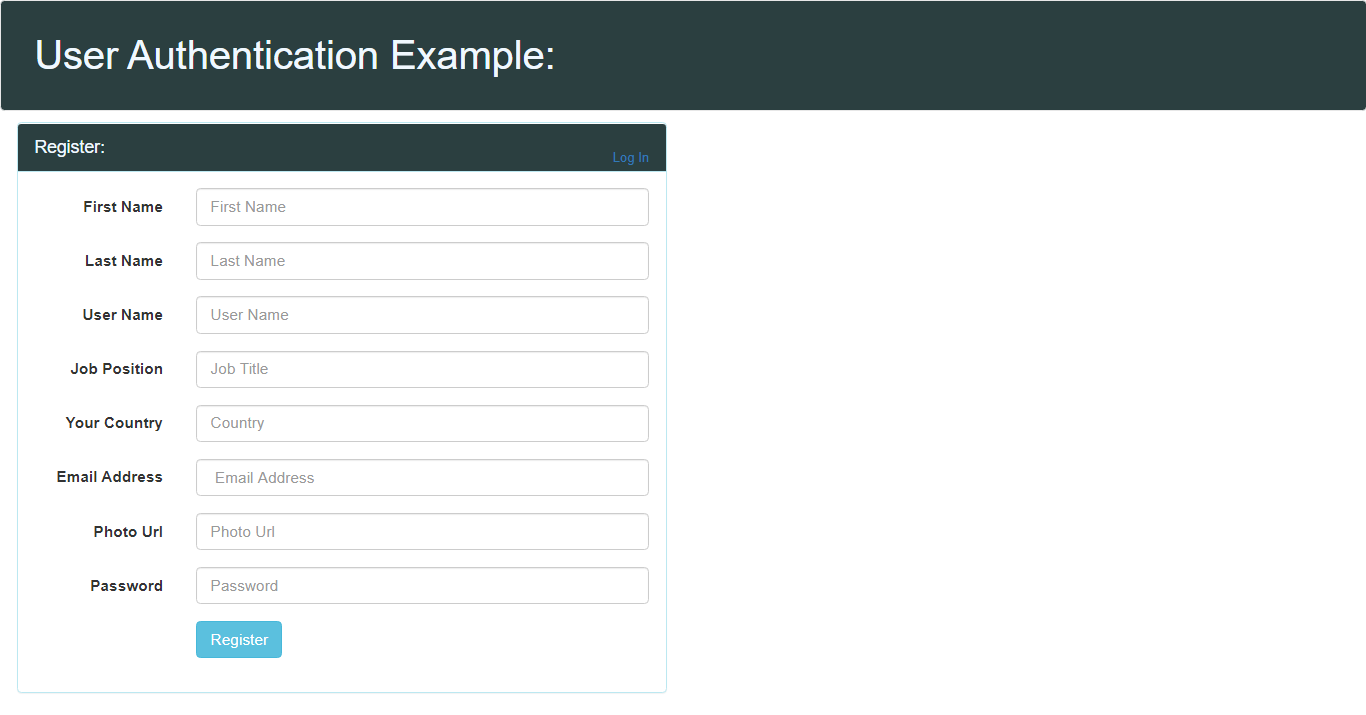 User Authentication Example:
Register:
Log In
First Name First Name
Last Name Last Name
User Name User Name
Job Position Job Title
Your Country Country
Email Address Email Address
Photo Url Photo Url
Password Password
Register